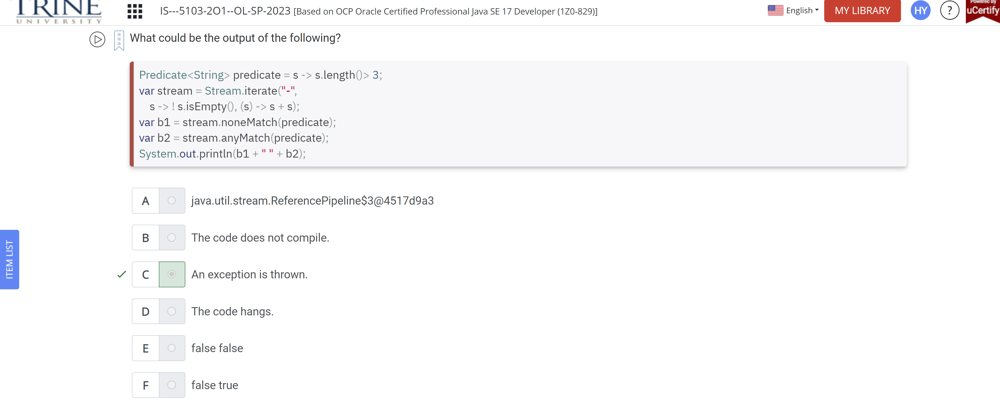 TRINE
UNIVERSITY
IS---5103-2O1--OL-SP-2023 [Based on OCP Oracle Certified Professional Java SE 17 Developer (1Z0-829)]
English
MY LIBRARY
HY
?
Powered By
uCertify
What could be the output of the following?
Predicate<String> predicate = s -> s.length()> 3;
var stream = Stream.iterate("-",
s -> ! s.isEmpty(), (s) -> s + s);
var b1 = stream.noneMatch(predicate);
var b2 = stream.anyMatch(predicate);
System.out.println(b1 + " " + b2);
A java.util.stream.ReferencePipeline$3@4517d9a3
B The code does not compile.
C An exception is thrown.
D The code hangs.
E false false
F false true
ITEM LIST